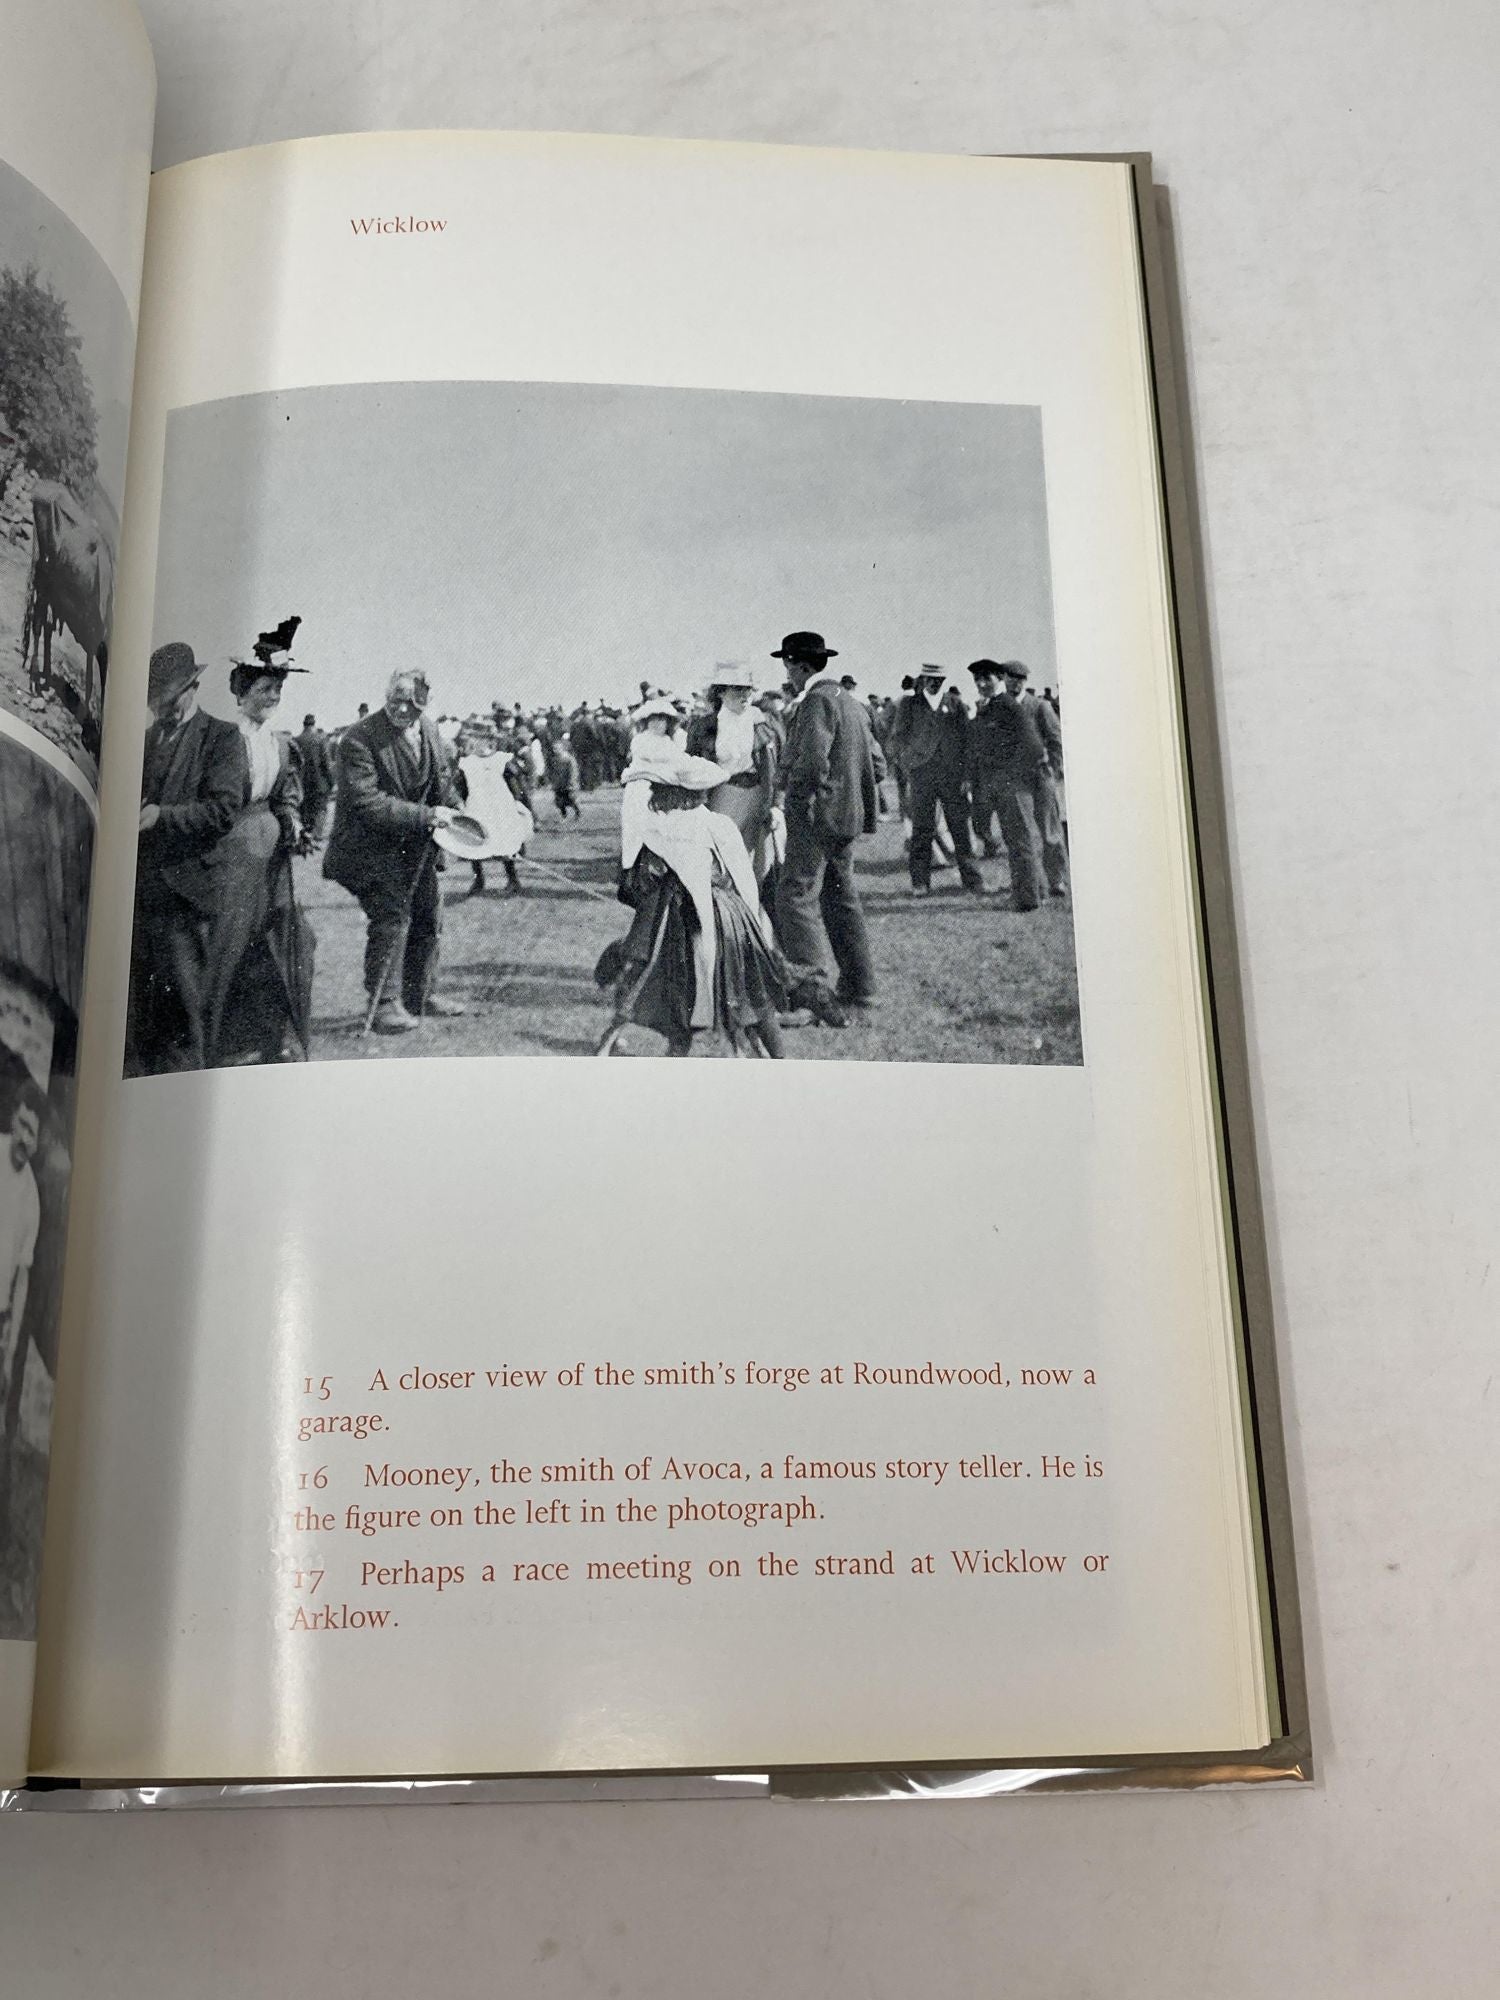 Wicklow
15 A closer view of the smith's forge at Roundwood, now a
garage.
16 Mooney, the smith of Avoca, a famous story teller. He is
the figure on the left in the photograph.
17 Perhaps a race meeting on the strand at Wicklow or
Arklow.